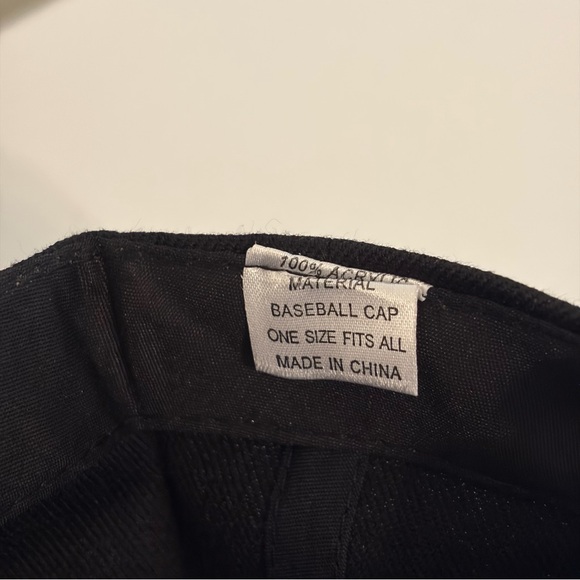 100% ACRYLIC
MATERIAL
BASEBALL CAP
ONE SIZE FITS ALL
MADE IN CHINA